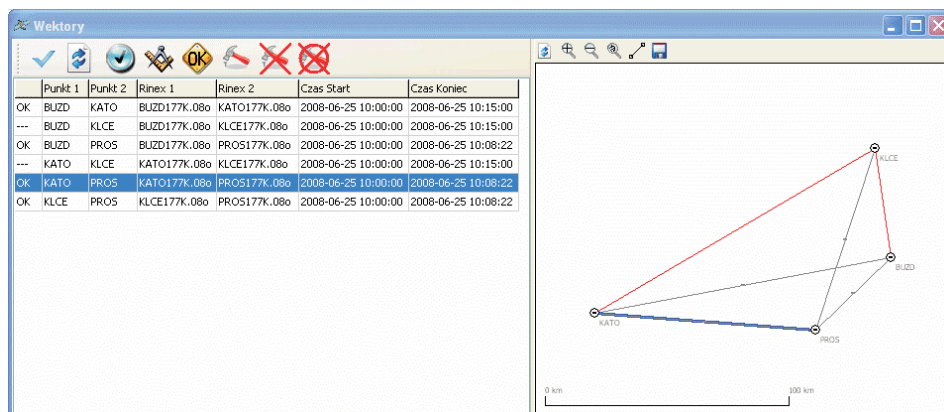 Wektory
OK
Punkt 1 Punkt 2 Rinex 1 Rinex 2 Czas Start Czas Koniec
OK BUZD KATO BUZD177K.08o KATO177K.08o 2008-06-25 10:00:00 2008-06-25 10:15:00
--- BUZD KLCE BUZD177K.08o KLCE177K.08o 2008-06-25 10:00:00 2008-06-25 10:15:00
OK BUZD PROS BUZD177K.08o PROS177K.08o 2008-06-25 10:00:00 2008-06-25 10:08:22
--- KATO KLCE KATO177K.08o KLCE177K.08o 2008-06-25 10:00:00 2008-06-25 10:15:00
OK KATO PROS KATO177K.08o PROS177K.08o 2008-06-25 10:00:00 2008-06-25 10:08:22
OK KLCE PROS KLCE177K.08o PROS177K.08o 2008-06-25 10:00:00 2008-06-25 10:08:22
KLCE
BUZD
KATO
PROS
0 km 100 km